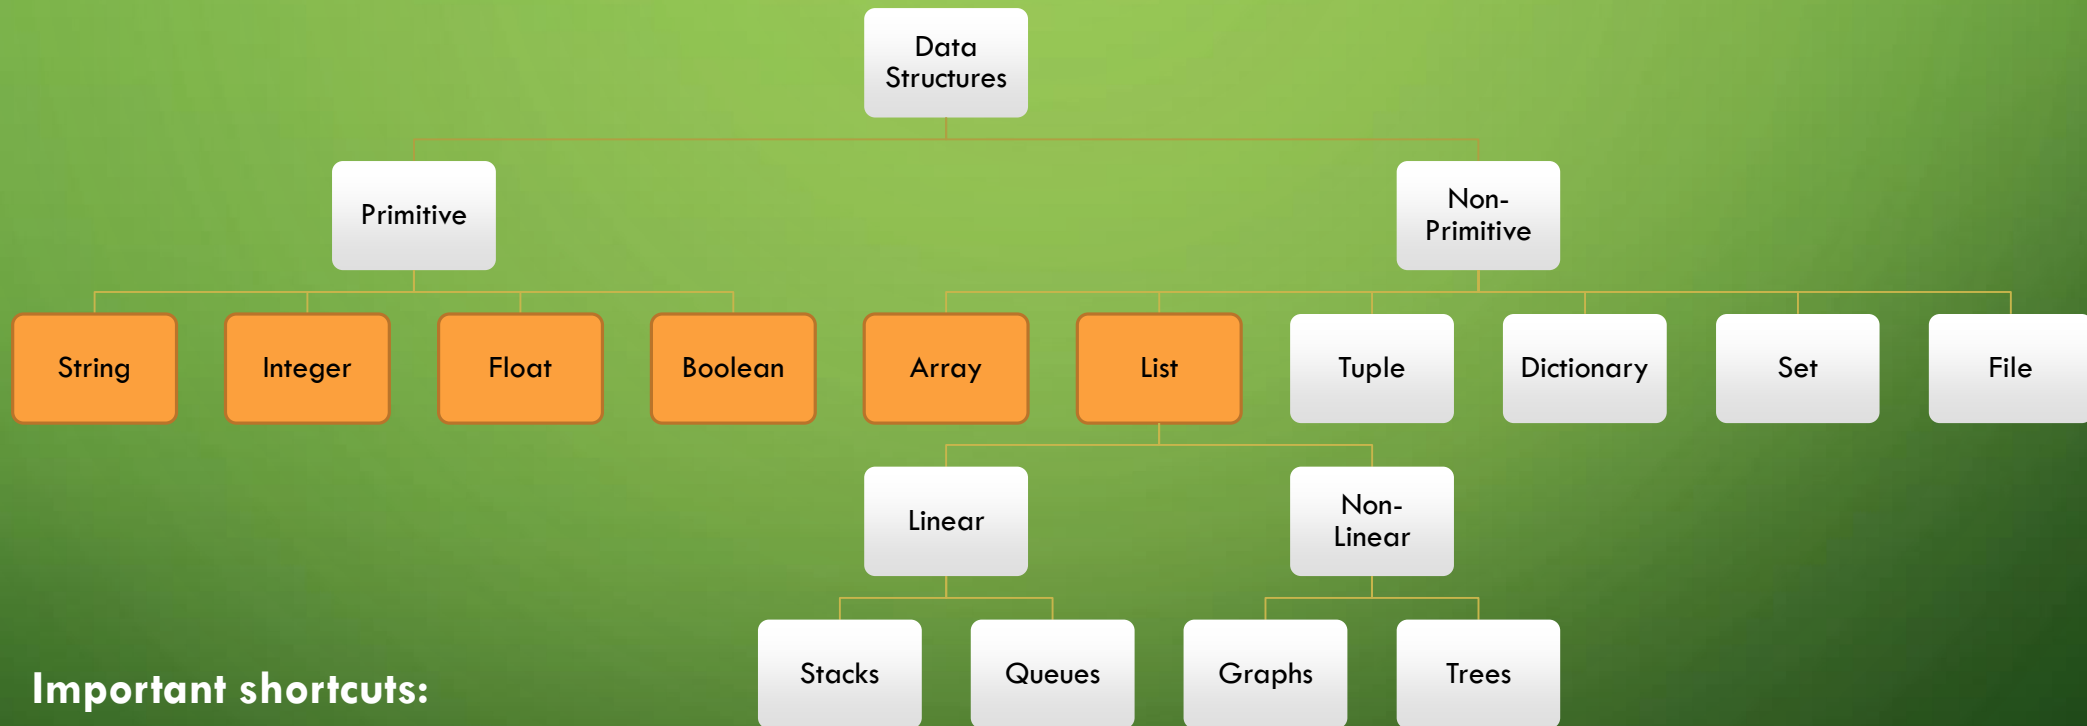 Data
Structures
Primitive
Non-
Primitive
String
Integer
Float
Boolean
Array
List
Tuple
Dictionary
Set
File
Linear
Non-
Linear
Stacks
Queues
Graphs
Trees
Important shortcuts: